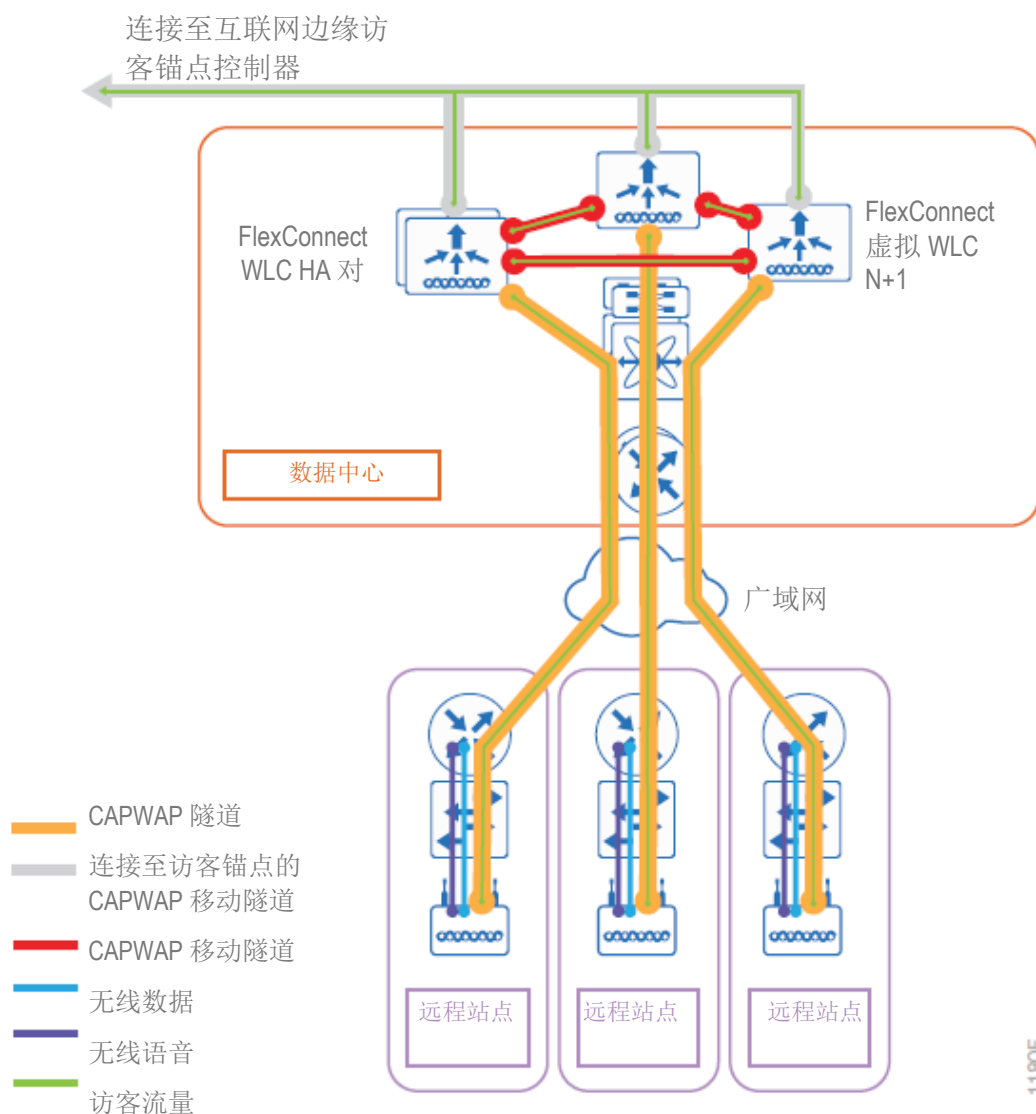 连接至互联网边缘访
客锚点控制器
FlexConnect
WLC HA 对
FlexConnect
虚拟 WLC
N+1
数据中心
广域网
远程站点
远程站点
远程站点
CAPWAP 隧道
连接至访客锚点的
CAPWAP 移动隧道
CAPWAP 移动隧道
无线数据
无线语音
访客流量